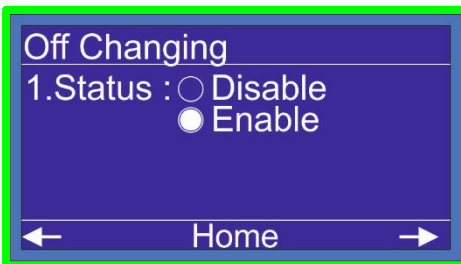 Off Changing
1.Status : ○ Disable
● Enable
← Home →